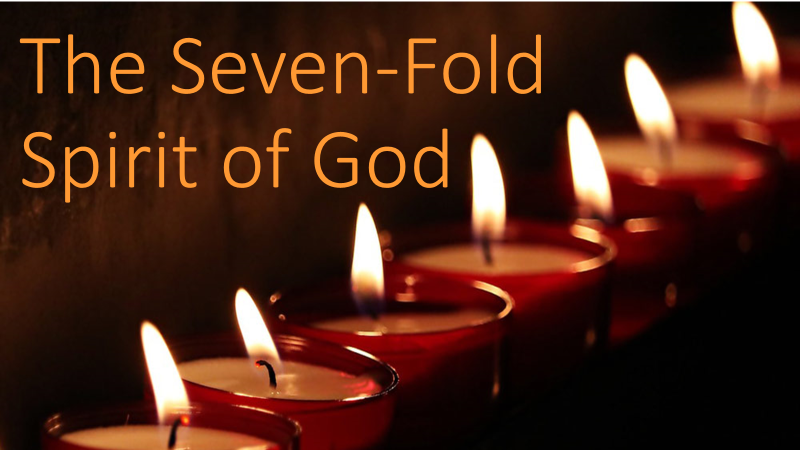 The Seven-Fold
Spirit of God